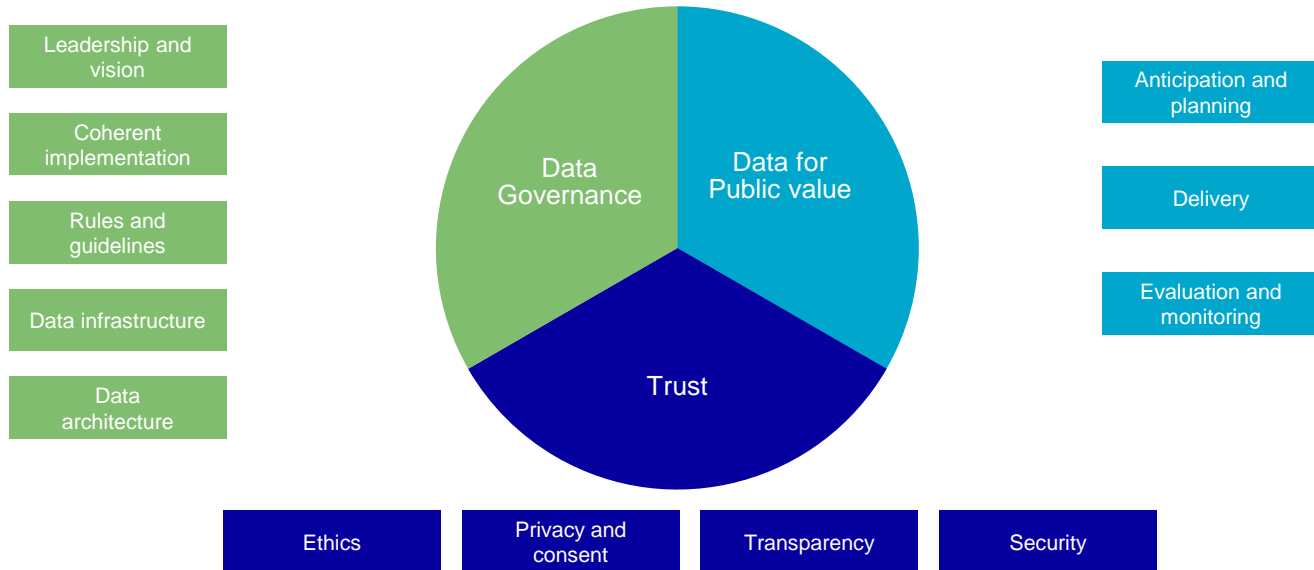 Leadership and
vision
Coherent
implementation
Rules and
guidelines
Data infrastructure
Data
architecture
Data
Governance
Data for
Public value
Trust
Anticipation and
planning
Delivery
Evaluation and
monitoring
Ethics
Privacy and
consent
Transparency
Security